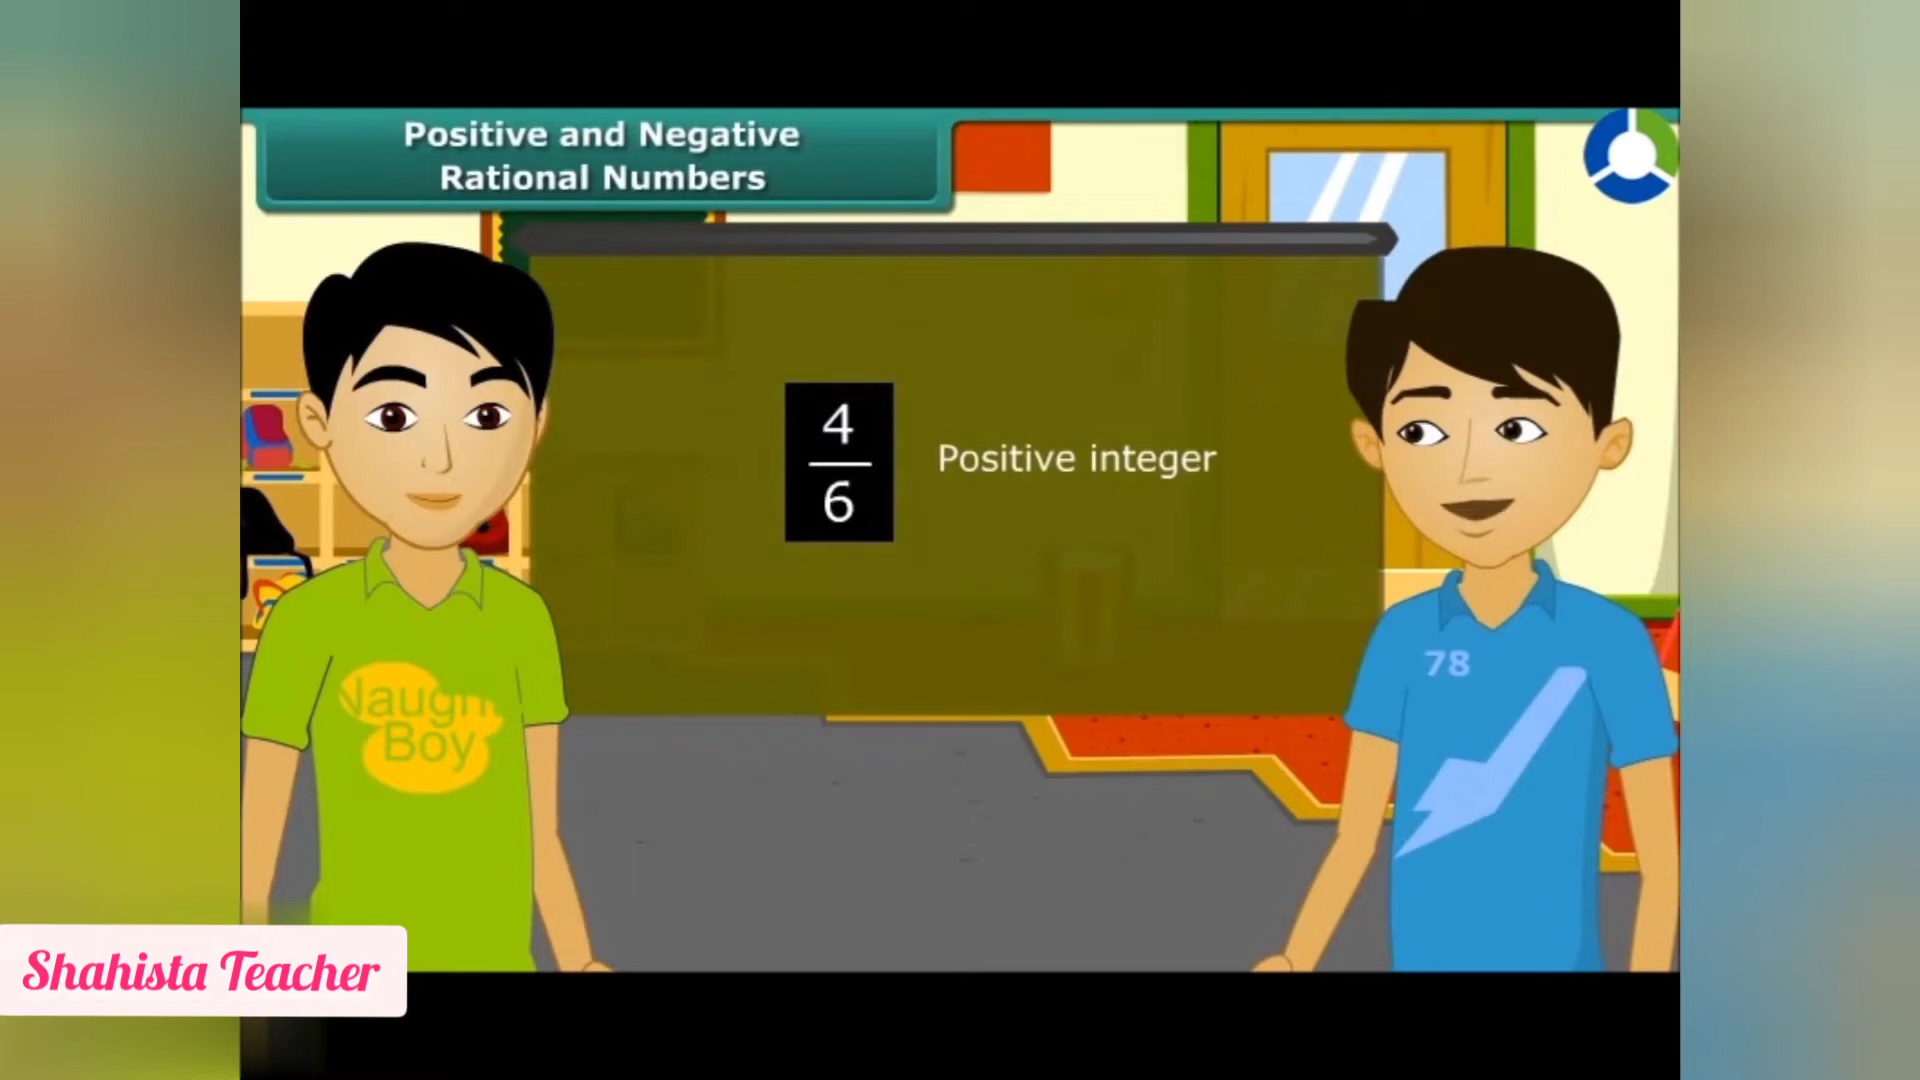 Positive and Negative
Rational Numbers
4
6
Positive integer
78
Boy
Shahista Teacher